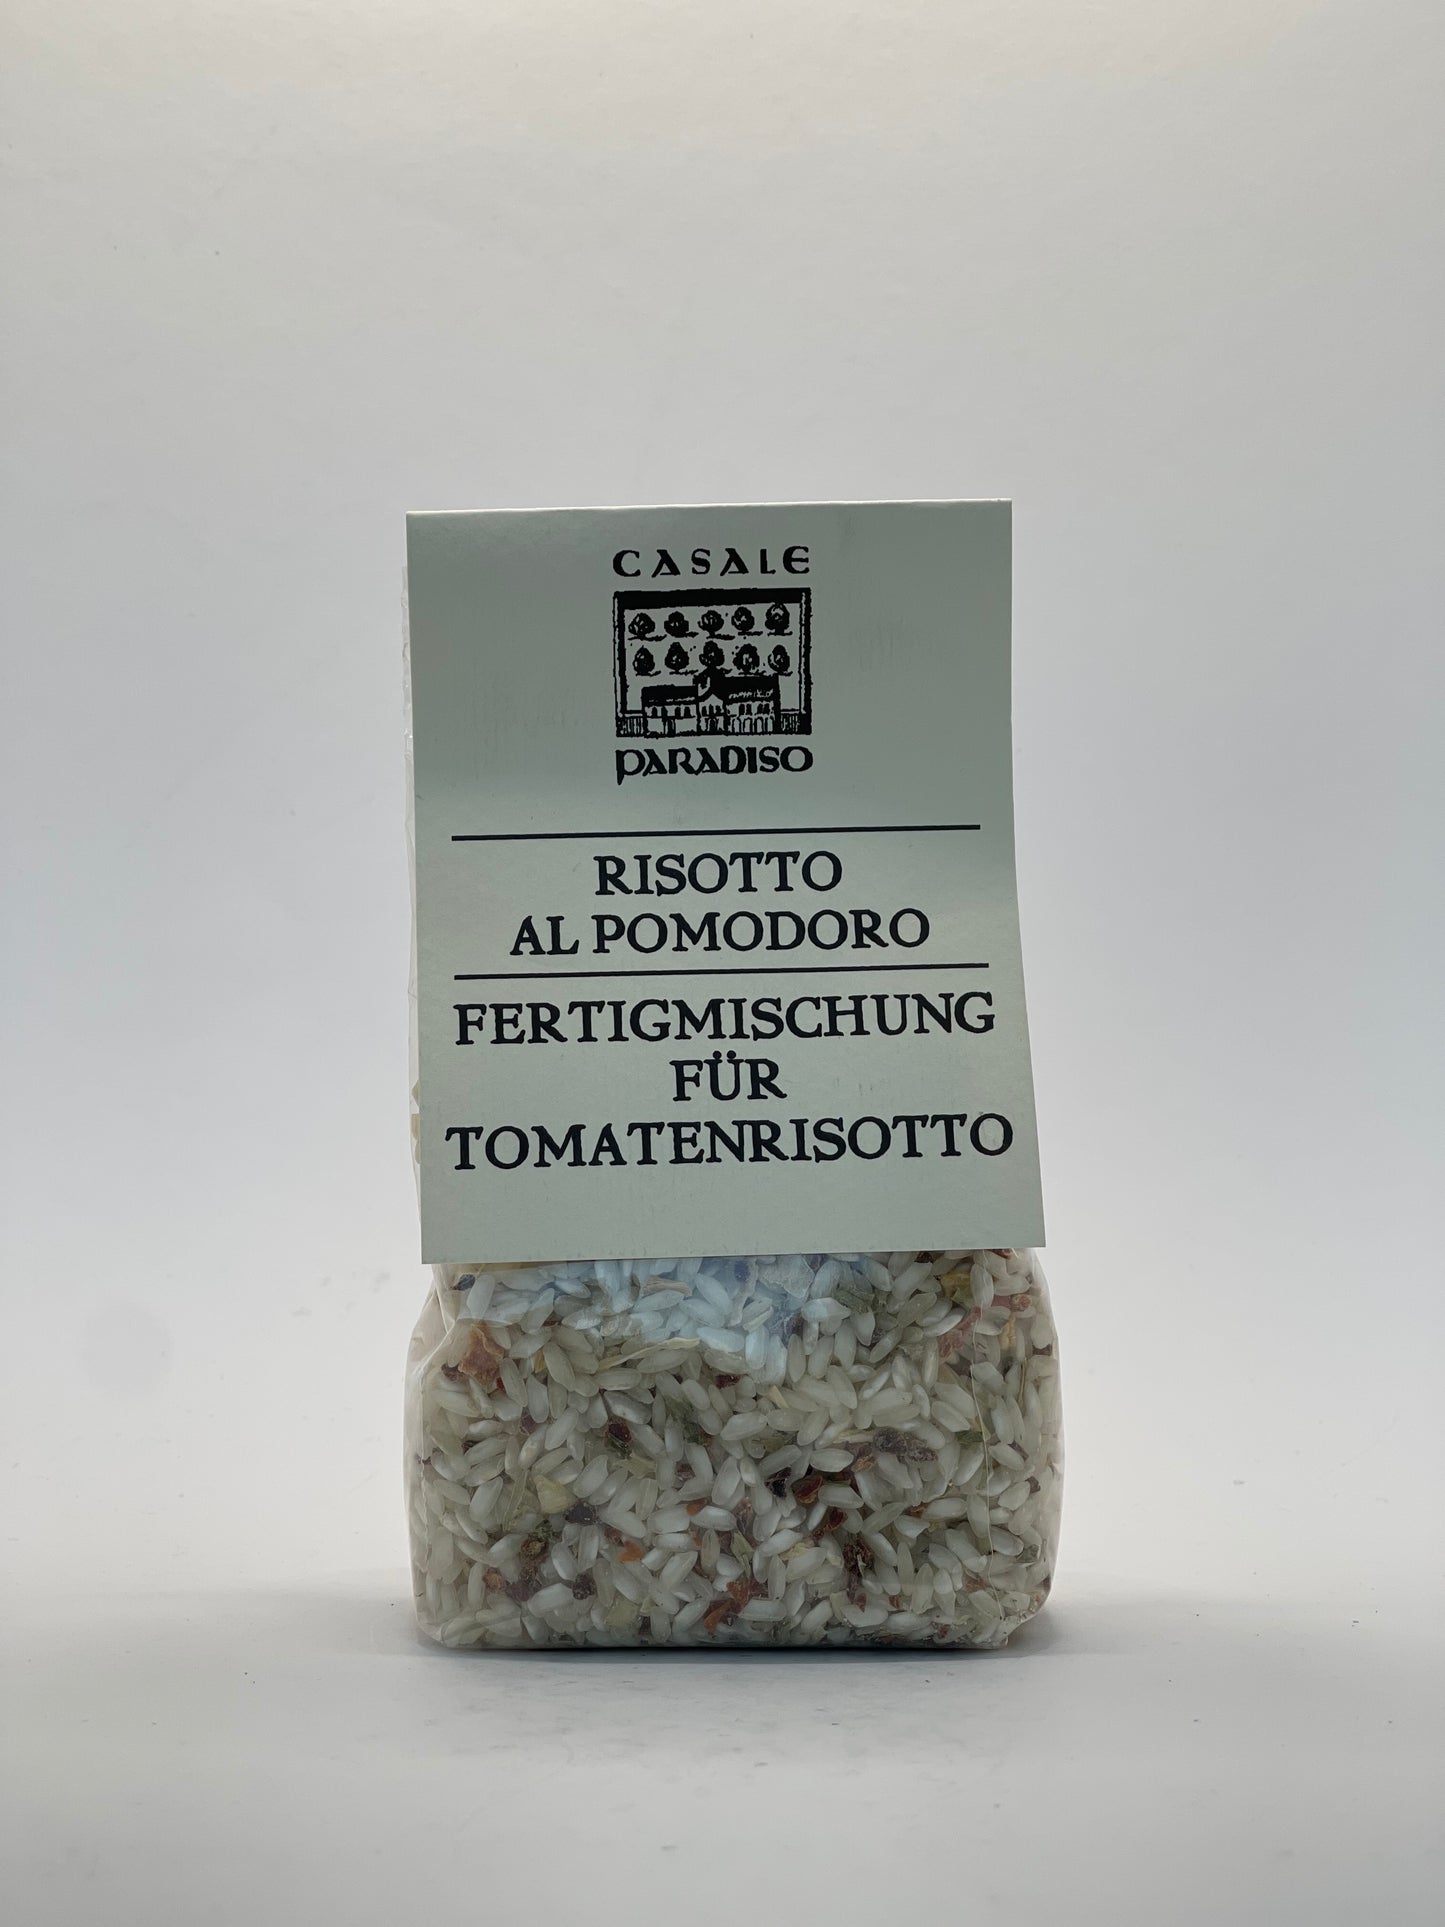 CASALE
PARADISO
RISOTTO
AL POMODORO
FERTIGMISCHUNG
FÜR
TOMATENRISOTTO